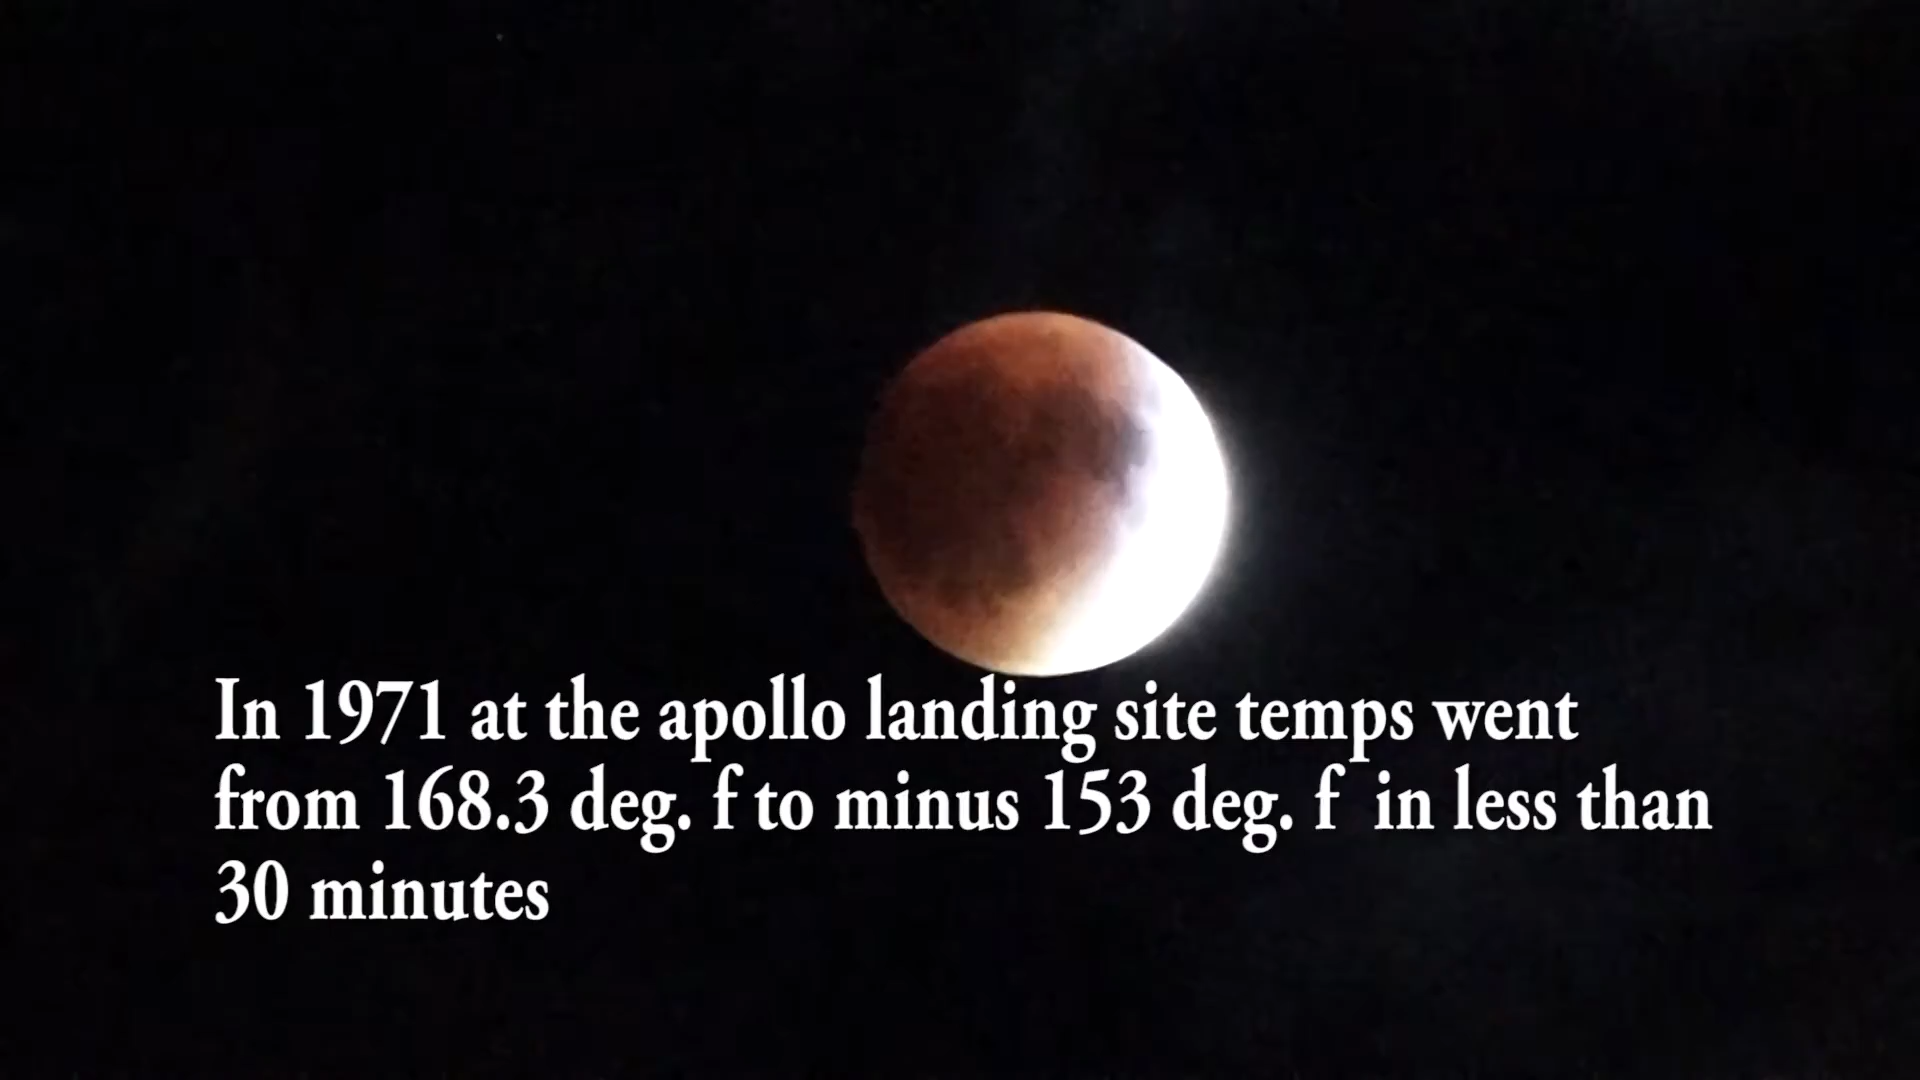 In 1971 at the apollo landing site temps went
from 168.3 deg. f to minus 153 deg. f  in less than
30 minutes